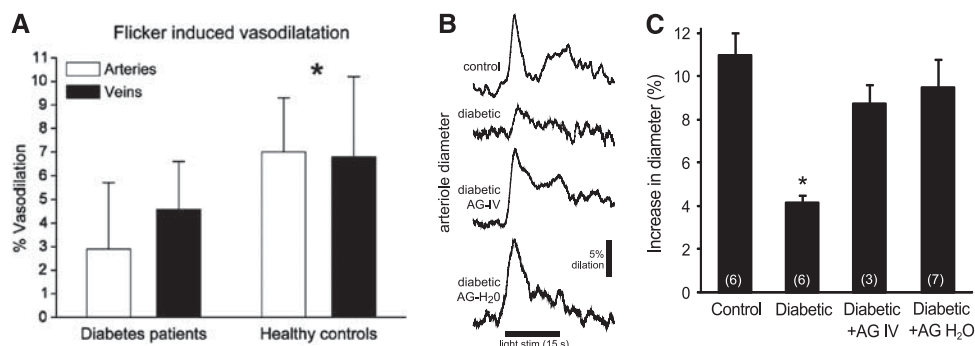 A
Flicker induced vasodilatation
% Vasodilation
11
10
9
8
7
6
5
4
3
2
1
0
Arteries
Veins
*
Diabetes patients
Healthy controls
B
arteriole diameter
control
diabetic
diabetic
AG-IV
diabetic
AG-H₂0
5%
dilation
light stim (15 s)
C
Increase in diameter (%)
12
10
8
6
4
2
0
*
(6)
(6)
(3)
(7)
Control
Diabetic
Diabetic
+AG IV
Diabetic
+AG H₂O